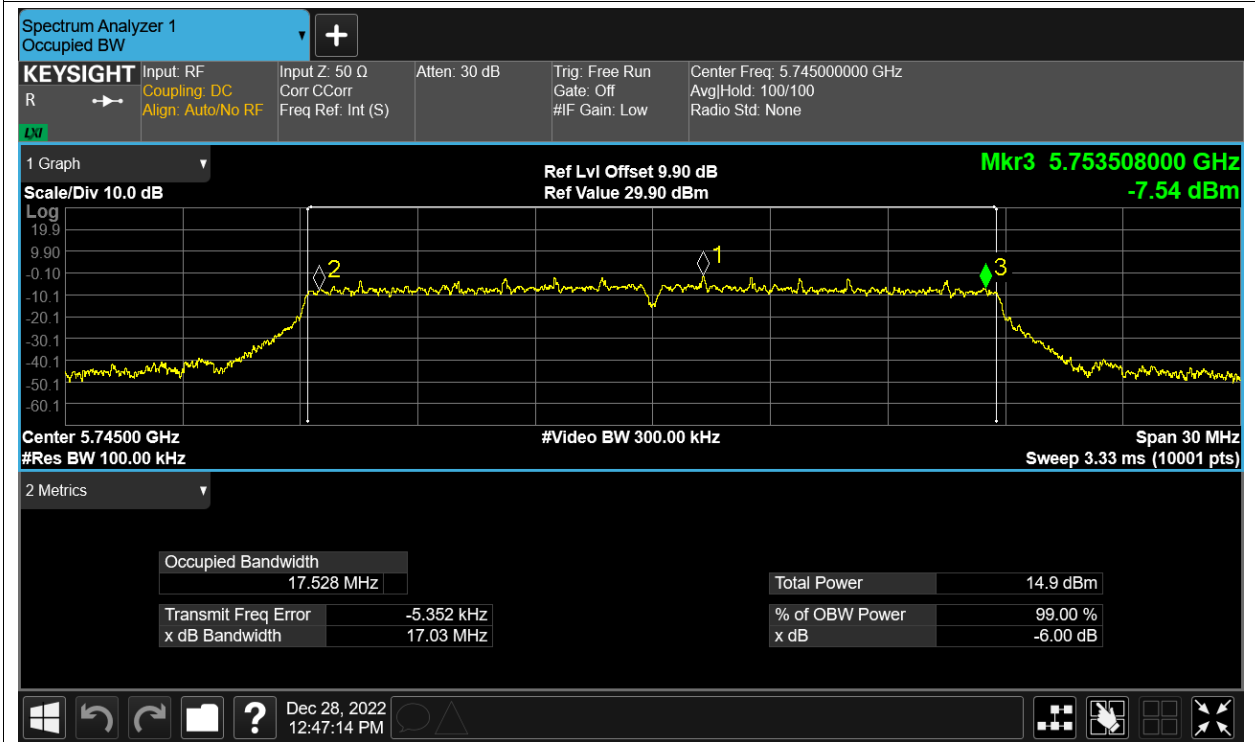 Spectrum Analyzer 1
Occupied BW
+
KEYSIGHT Input: RF Input Z: 50 Ω Atten: 30 dB Trig: Free Run Center Freq: 5.745000000 GHz
R Coupling: DC Corr CCorr Gate: Off Avg|Hold: 100/100
Align: Auto/No RF Freq Ref: Int (S) #IF Gain: Low Radio Std: None
LXI
1 Graph Ref Lvl Offset 9.90 dB Mkr3 5.753508000 GHz
Scale/Div 10.0 dB Ref Value 29.90 dBm -7.54 dBm
Log
19.9
9.90
-0.10
-10.1
-20.1
-30.1
-40.1
-50.1
-60.1
2 1 3
Center 5.74500 GHz #Video BW 300.00 kHz Span 30 MHz
#Res BW 100.00 kHz Sweep 3.33 ms (10001 pts)
2 Metrics
Occupied Bandwidth
17.528 MHz Total Power 14.9 dBm
Transmit Freq Error -5.352 kHz % of OBW Power 99.00 %
x dB Bandwidth 17.03 MHz x dB -6.00 dB
? Dec 28, 2022
12:47:14 PM